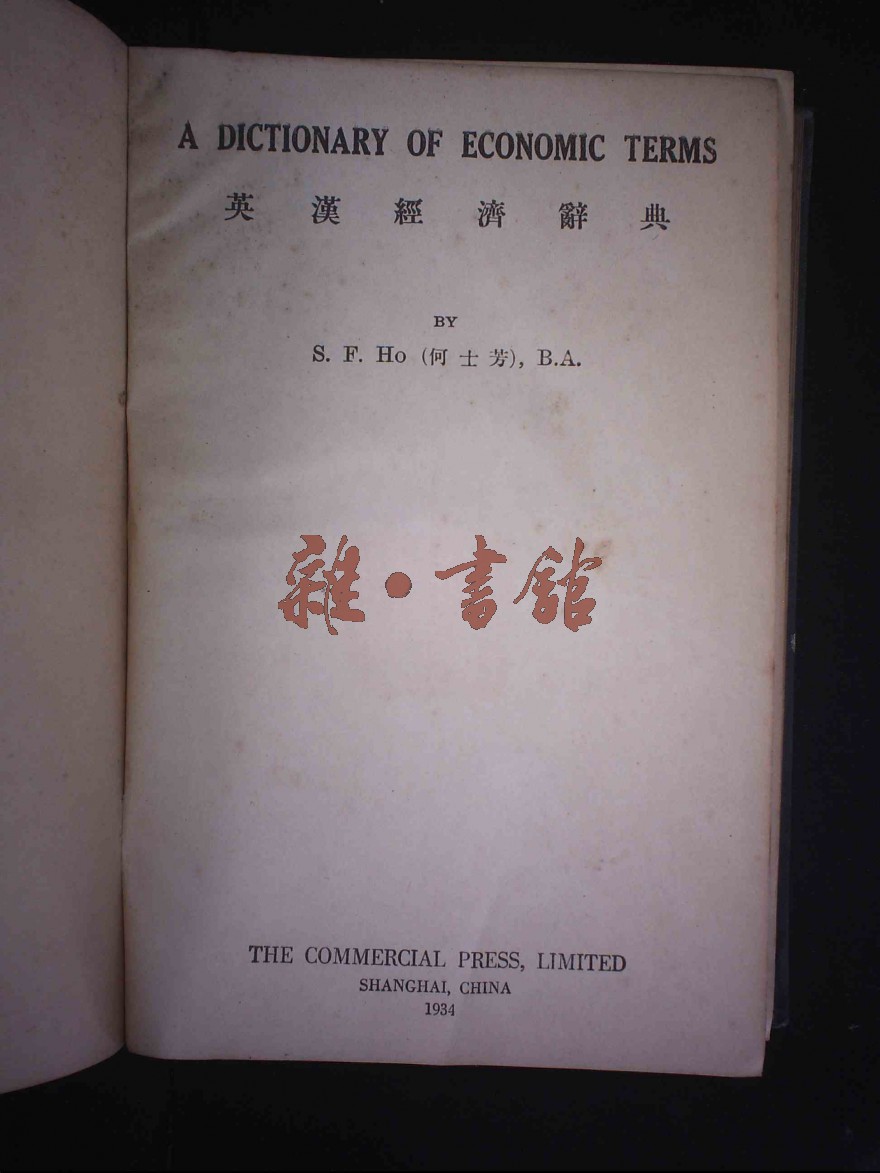 A DICTIONARY OF ECONOMIC TERMS
英漢經濟辭典
BY
S. F. Ho (何士芳), B.A.
雜·書館
THE COMMERCIAL PRESS, LIMITED
SHANGHAI, CHINA
1934